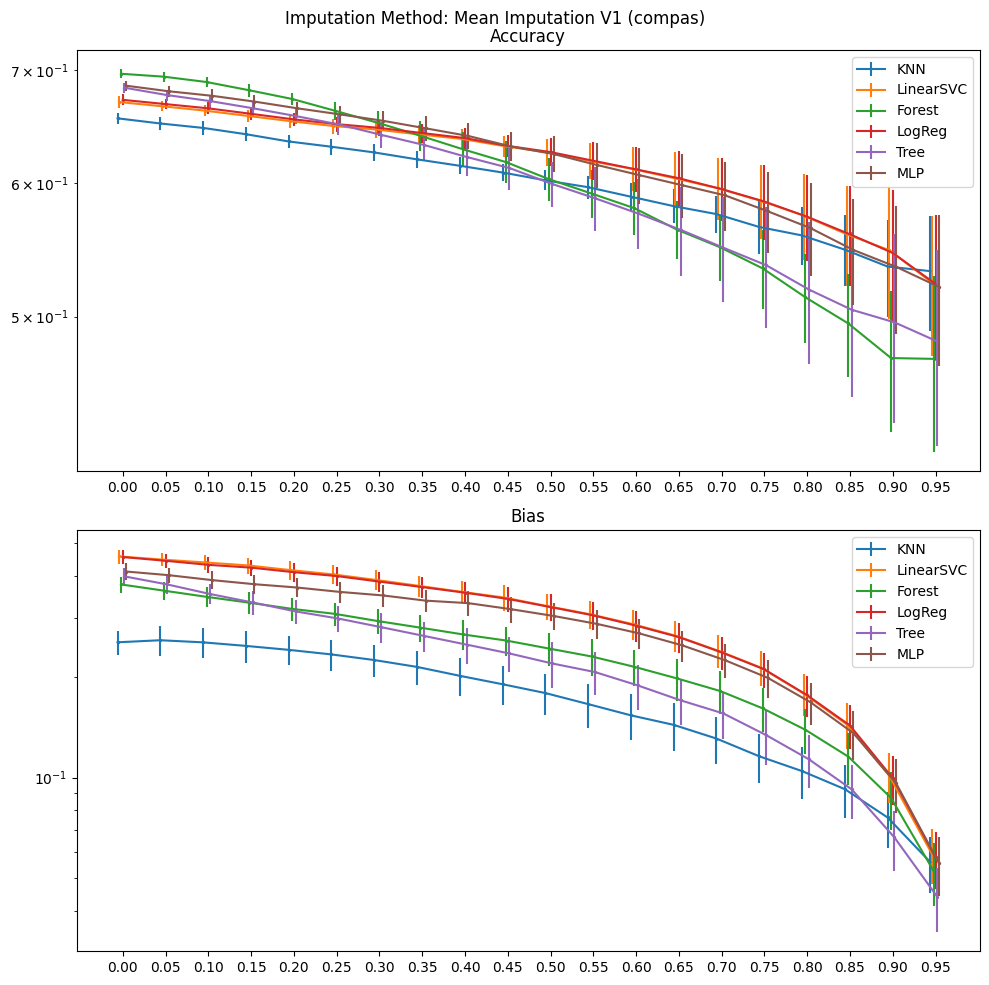 Imputation Method: Mean Imputation V1 (compas)
Accuracy
7 × 10⁻¹
6 × 10⁻¹
5 × 10⁻¹
KNN
LinearSVC
Forest
LogReg
Tree
MLP
0.00 0.05 0.10 0.15 0.20 0.25 0.30 0.35 0.40 0.45 0.50 0.55 0.60 0.65 0.70 0.75 0.80 0.85 0.90 0.95
Bias
10⁻¹
KNN
LinearSVC
Forest
LogReg
Tree
MLP
0.00 0.05 0.10 0.15 0.20 0.25 0.30 0.35 0.40 0.45 0.50 0.55 0.60 0.65 0.70 0.75 0.80 0.85 0.90 0.95